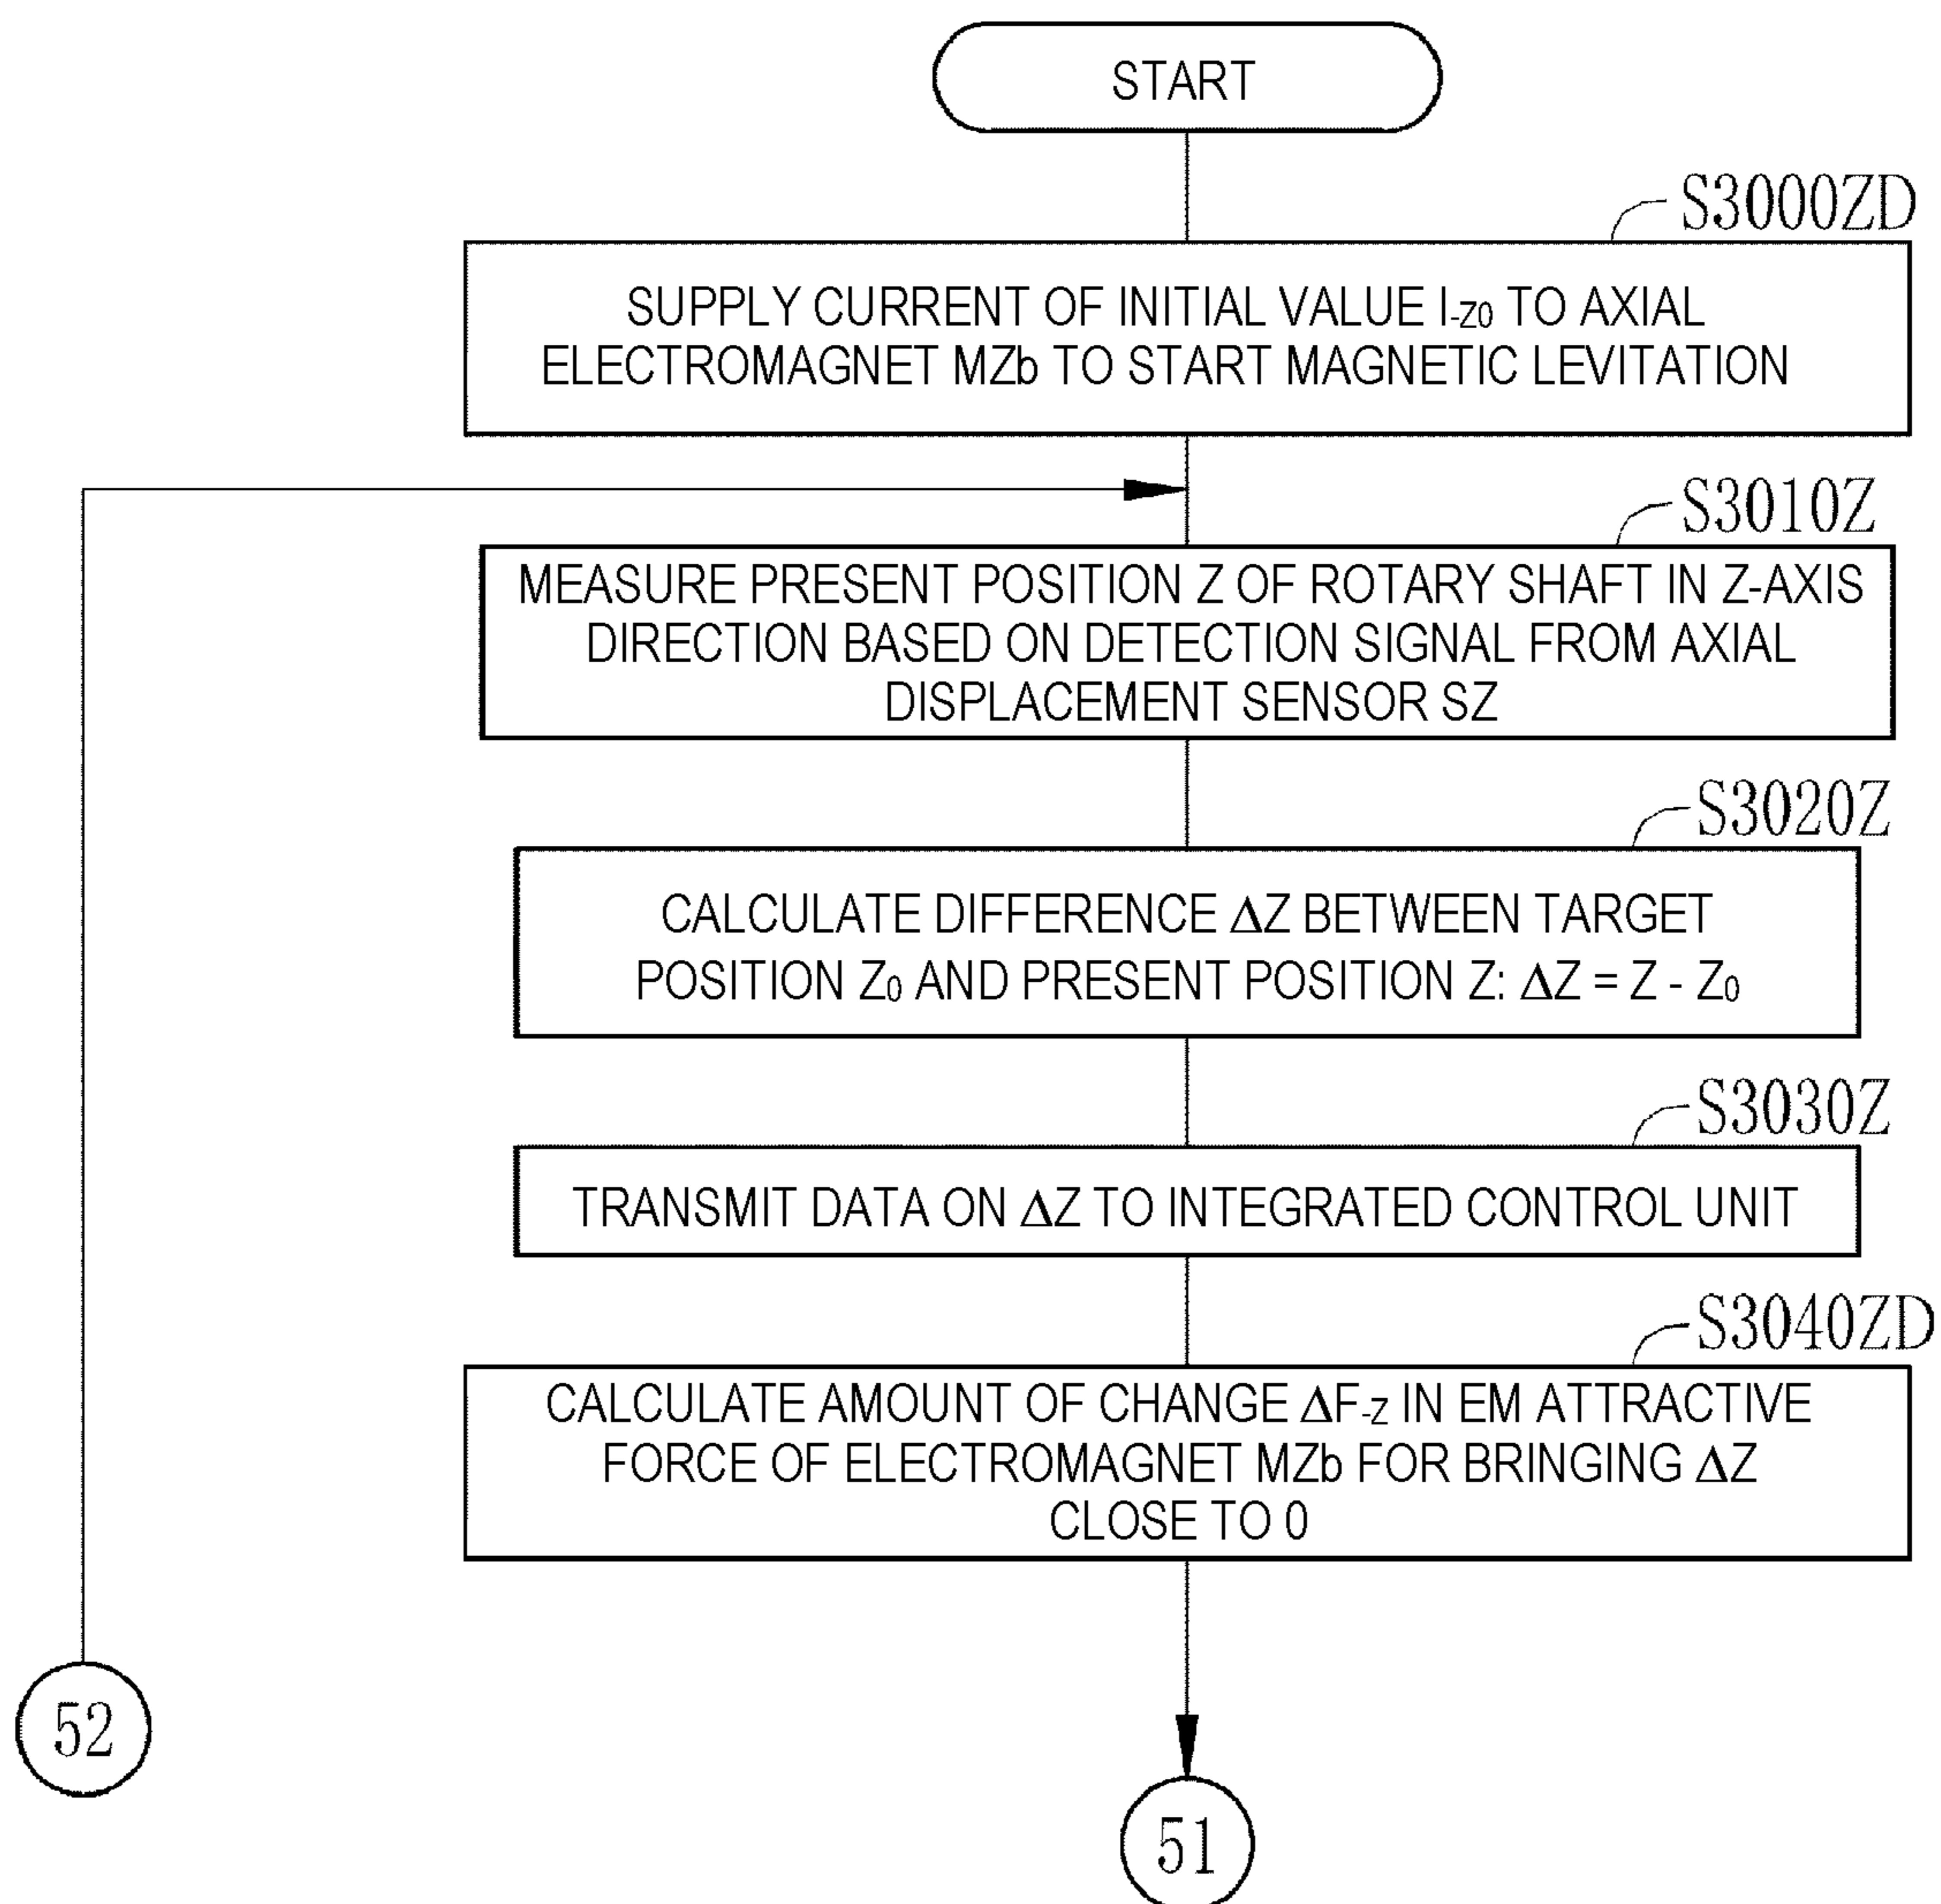 START
S3000ZD
SUPPLY CURRENT OF INITIAL VALUE I-Z0 TO AXIAL
ELECTROMAGNET MZb TO START MAGNETIC LEVITATION
S3010Z
MEASURE PRESENT POSITION Z OF ROTARY SHAFT IN Z-AXIS
DIRECTION BASED ON DETECTION SIGNAL FROM AXIAL
DISPLACEMENT SENSOR SZ
S3020Z
CALCULATE DIFFERENCE ΔZ BETWEEN TARGET
POSITION Z0 AND PRESENT POSITION Z: ΔZ = Z - Z0
S3030Z
TRANSMIT DATA ON ΔZ TO INTEGRATED CONTROL UNIT
S3040ZD
CALCULATE AMOUNT OF CHANGE ΔF-Z IN EM ATTRACTIVE
FORCE OF ELECTROMAGNET MZb FOR BRINGING ΔZ
CLOSE TO 0
52
51